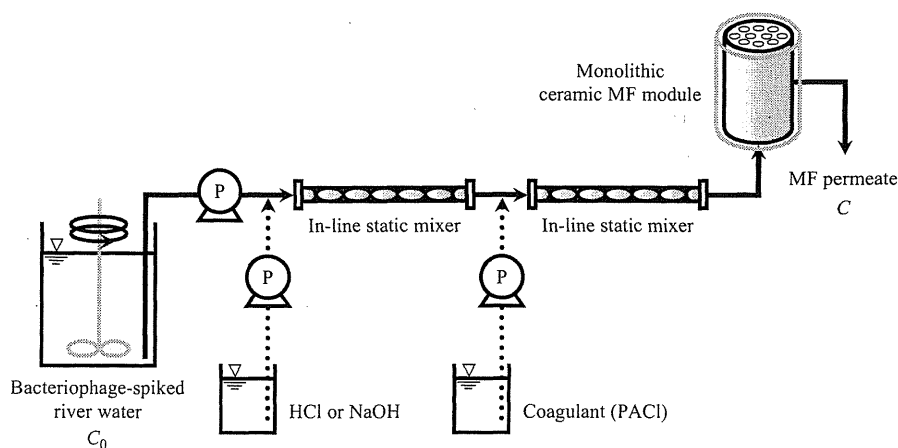 Monolithic
ceramic MF module
P
MF permeate
C
In-line static mixer
In-line static mixer
P
P
Bacteriophage-spiked
river water
C0
HCl or NaOH
Coagulant (PACl)